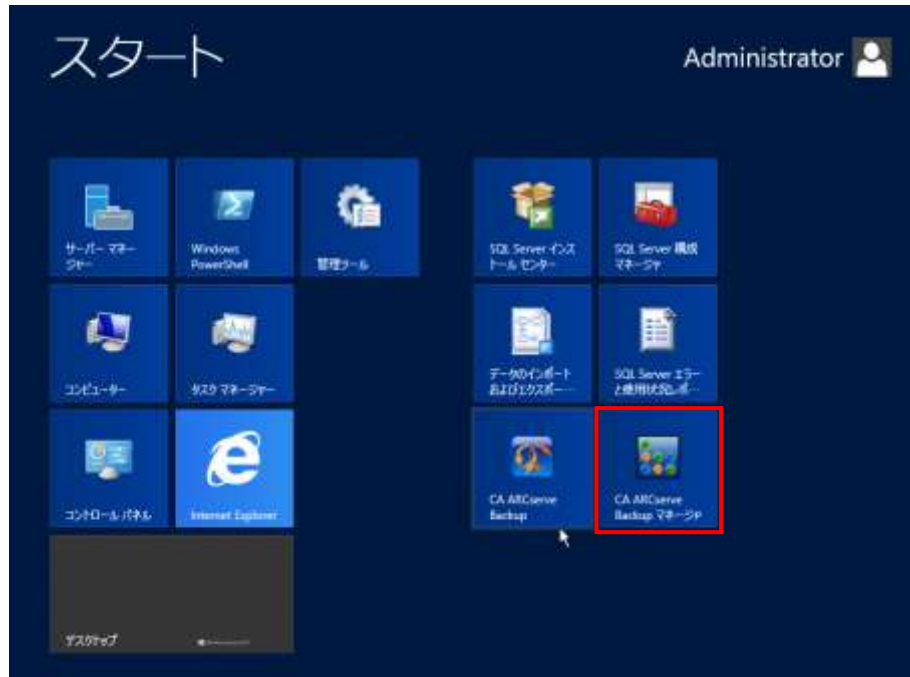 スタート
Administrator
サーバー マネー
ジャー
Windows
PowerShell
管理ツール
SQL Server インス
トール センター
SQL Server 構成
マネージャ
コンピューター
タスク マネージャー
データのインポート
およびエクスポー…
SQL Server エラー
と使用状況レポ…
コントロール パネル
Internet Explorer
CA ARCserve
Backup
CA ARCserve
Backup マネージャ
デスクトップ